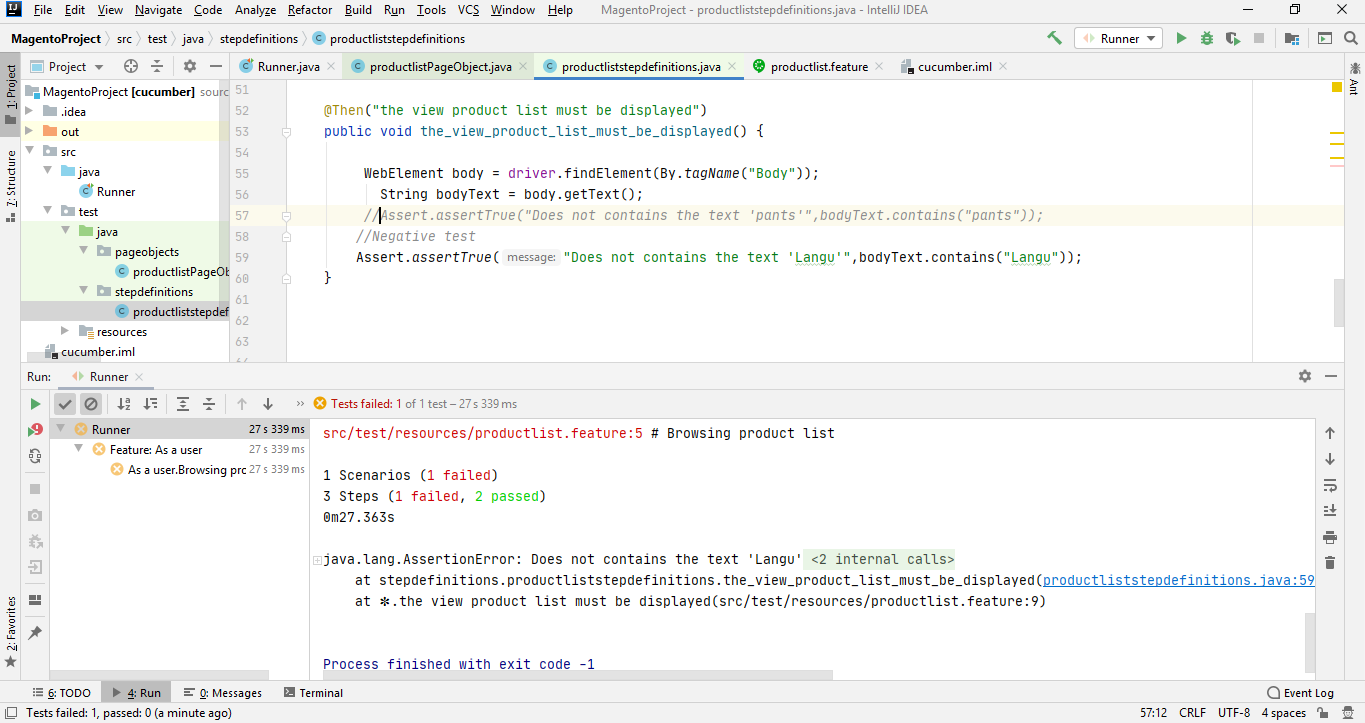 File Edit View Navigate Code Analyze Refactor Build Run Tools VCS Window Help MagentoProject - productliststepdefinitions.java - IntelliJ IDEA
MagentoProject src test java stepdefinitions productliststepdefinitions Runner
1: Project
Z: Structure
2: Favorites
Ant
Project
Runner.java productlistPageObject.java productliststepdefinitions.java productlist.feature cucumber.iml
MagentoProject [cucumber] sourc
.idea
out
src
java
Runner
test
java
pageobjects
productlistPageOb
stepdefinitions
productliststepdef
resources
cucumber.iml
51
52 @Then("the view product list must be displayed")
53 public void the_view_product_list_must_be_displayed() {
54
55 WebElement body = driver.findElement(By.tagName("Body"));
56 String bodyText = body.getText();
57 //Assert.assertTrue("Does not contains the text 'pants'",bodyText.contains("pants"));
58 //Negative test
59 Assert.assertTrue( message: "Does not contains the text 'Langu'",bodyText.contains("Langu"));
60 }
61
62
63
64
Run: Runner
Tests failed: 1 of 1 test – 27 s 339 ms
Runner 27 s 339 ms
Feature: As a user 27 s 339 ms
As a user.Browsing prc 27 s 339 ms
src/test/resources/productlist.feature:5 # Browsing product list
1 Scenarios (1 failed)
3 Steps (1 failed, 2 passed)
0m27.363s
java.lang.AssertionError: Does not contains the text 'Langu' <2 internal calls>
at stepdefinitions.productliststepdefinitions.the_view_product_list_must_be_displayed(productliststepdefinitions.java:59
at ✽.the view product list must be displayed(src/test/resources/productlist.feature:9)
Process finished with exit code -1
6: TODO 4: Run 0: Messages Terminal Event Log
Tests failed: 1, passed: 0 (a minute ago) 57:12 CRLF UTF-8 4 spaces